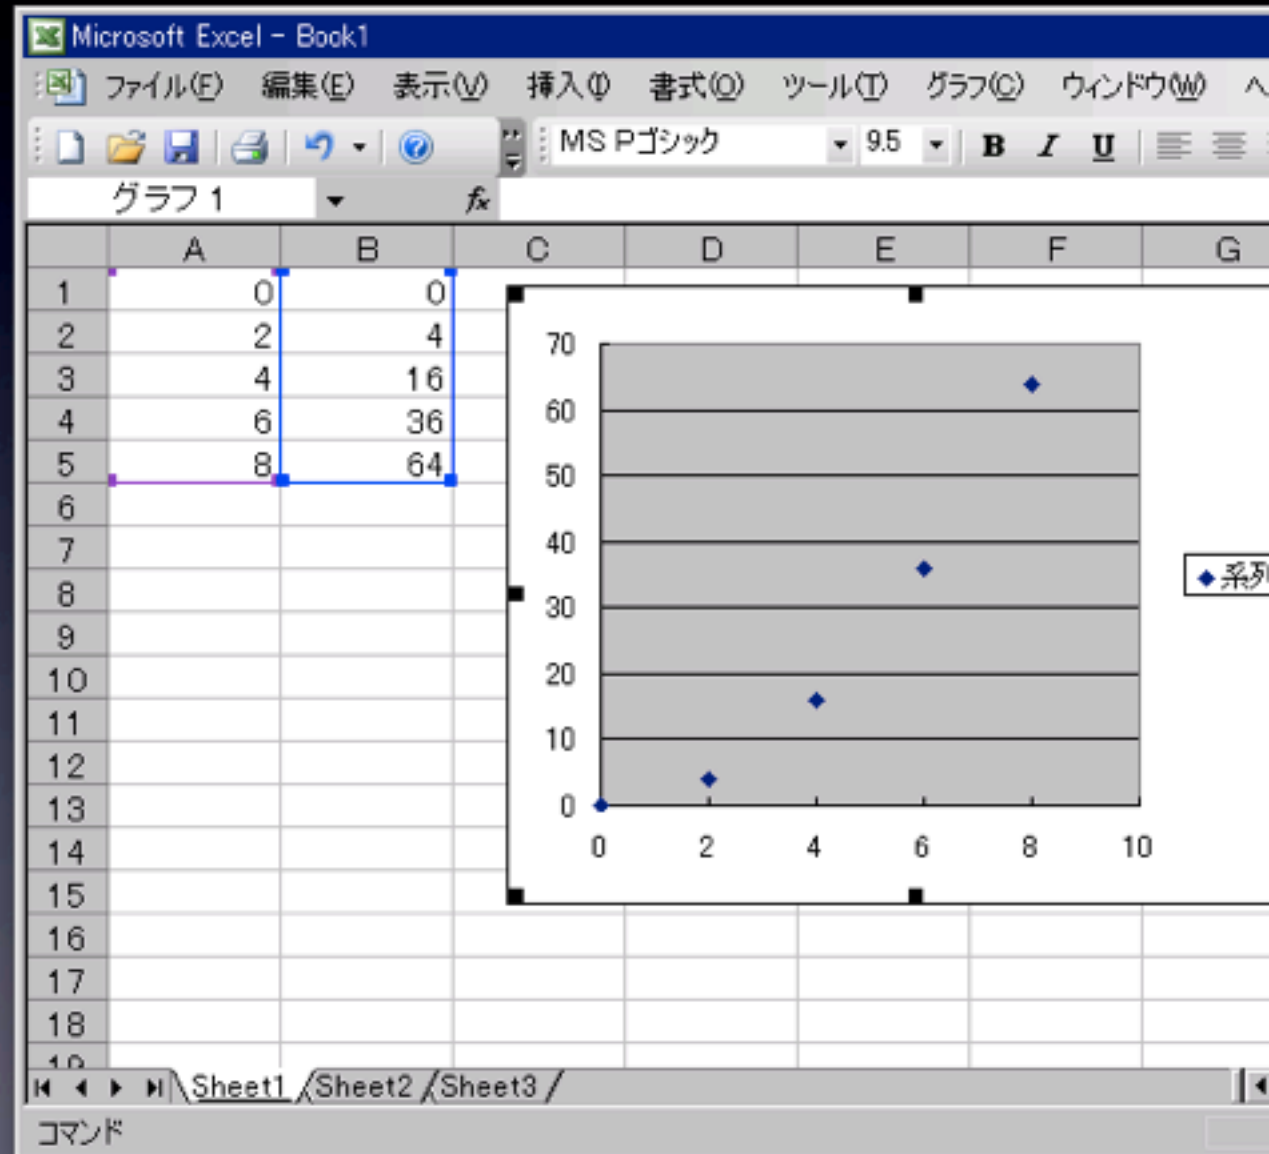 Microsoft Excel - Book1
ファイル(F) 編集(E) 表示(V) 挿入(I) 書式(O) ツール(T) グラフ(C) ウィンドウ(W) ヘ
MS Pゴシック 9.5 B I U
グラフ 1 fx
A B C D E F G
1 0 0
2 2 4
3 4 16
4 6 36
5 8 64
6
7
8
9
10
11
12
13
14
15
16
17
18
19
70
60
50
40
30
20
10
0
0 2 4 6 8 10
系列
Sheet1 Sheet2 Sheet3
コマンド